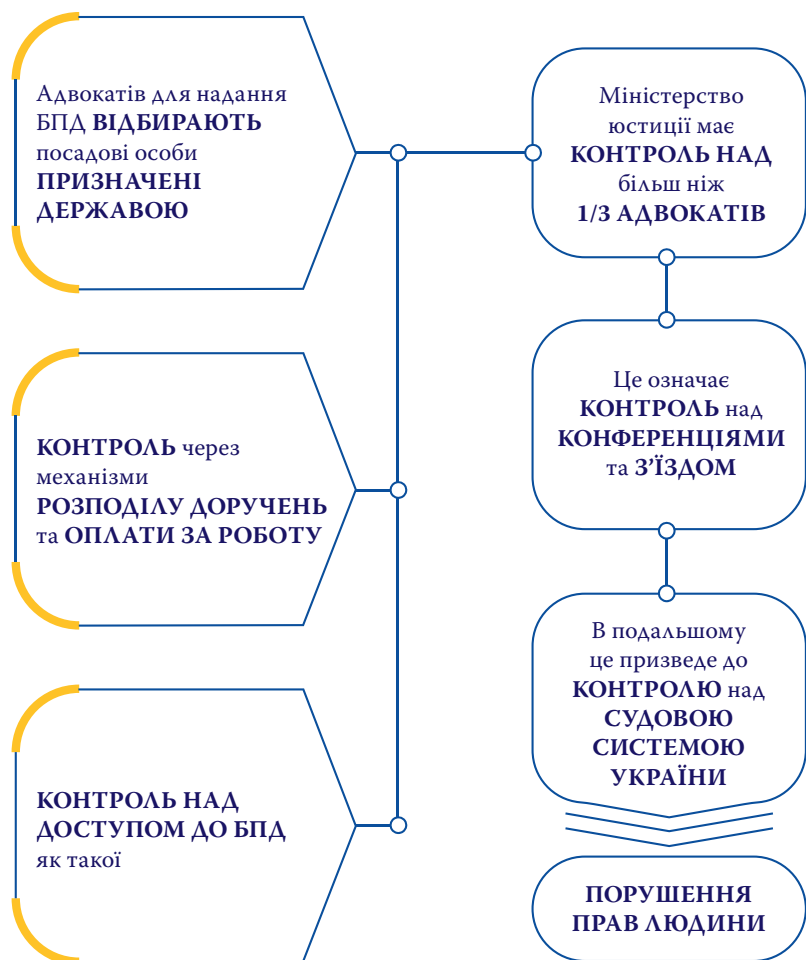 Адвокатів для надання
БПД ВІДБИРАЮТЬ
посадові особи
ПРИЗНАЧЕНІ
ДЕРЖАВОЮ
КОНТРОЛЬ через
механізми
РОЗПОДІЛУ ДОРУЧЕНЬ
та ОПЛАТИ ЗА РОБОТУ
КОНТРОЛЬ НАД
ДОСТУПОМ ДО БПД
як такої
Міністерство
юстиції має
КОНТРОЛЬ НАД
більш ніж
1/3 АДВОКАТІВ
Це означає
КОНТРОЛЬ над
КОНФЕРЕНЦІЯМИ
та З’ЇЗДОМ
В подальшому
це призведе до
КОНТРОЛЮ над
СУДОВОЮ
СИСТЕМОЮ
УКРАЇНИ
ПОРУШЕННЯ
ПРАВ ЛЮДИНИ